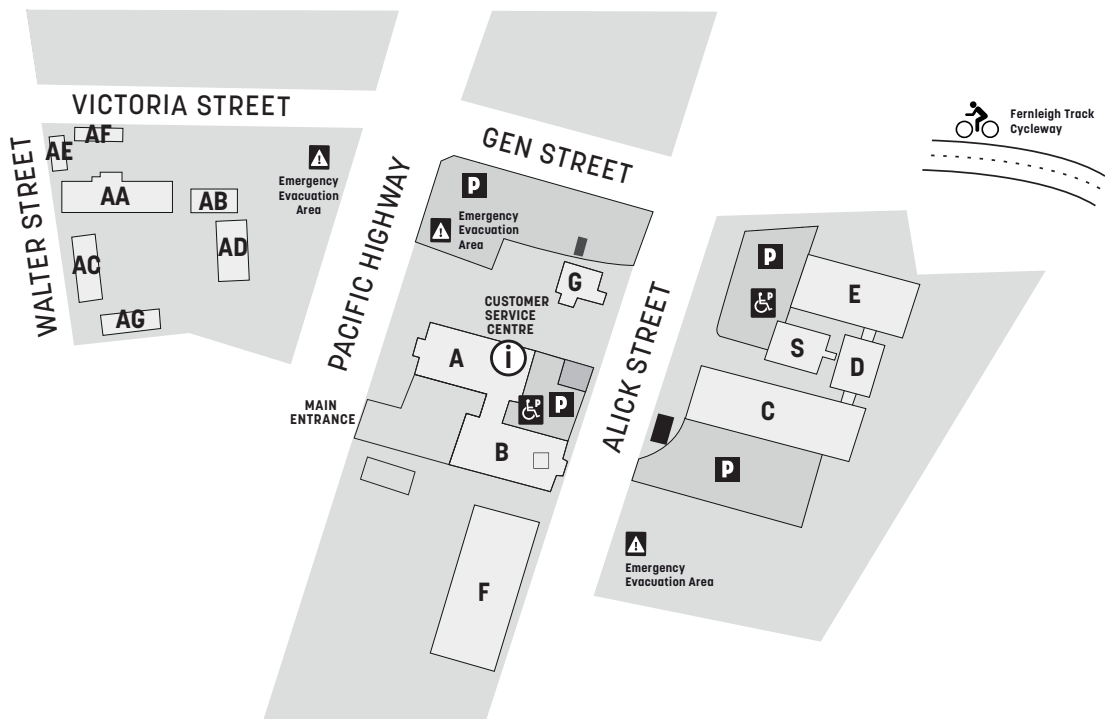 VICTORIA STREET
WALTER STREET
AF
AE
AA
AB
AC
AD
AG
Emergency
Evacuation
Area
PACIFIC HIGHWAY
GEN STREET
P
Emergency
Evacuation
Area
G
CUSTOMER
SERVICE
CENTRE
i
A
P
P
MAIN
ENTRANCE
B
F
ALICK STREET
Fernleigh Track
Cycleway
P
P
E
S
D
C
P
Emergency
Evacuation Area